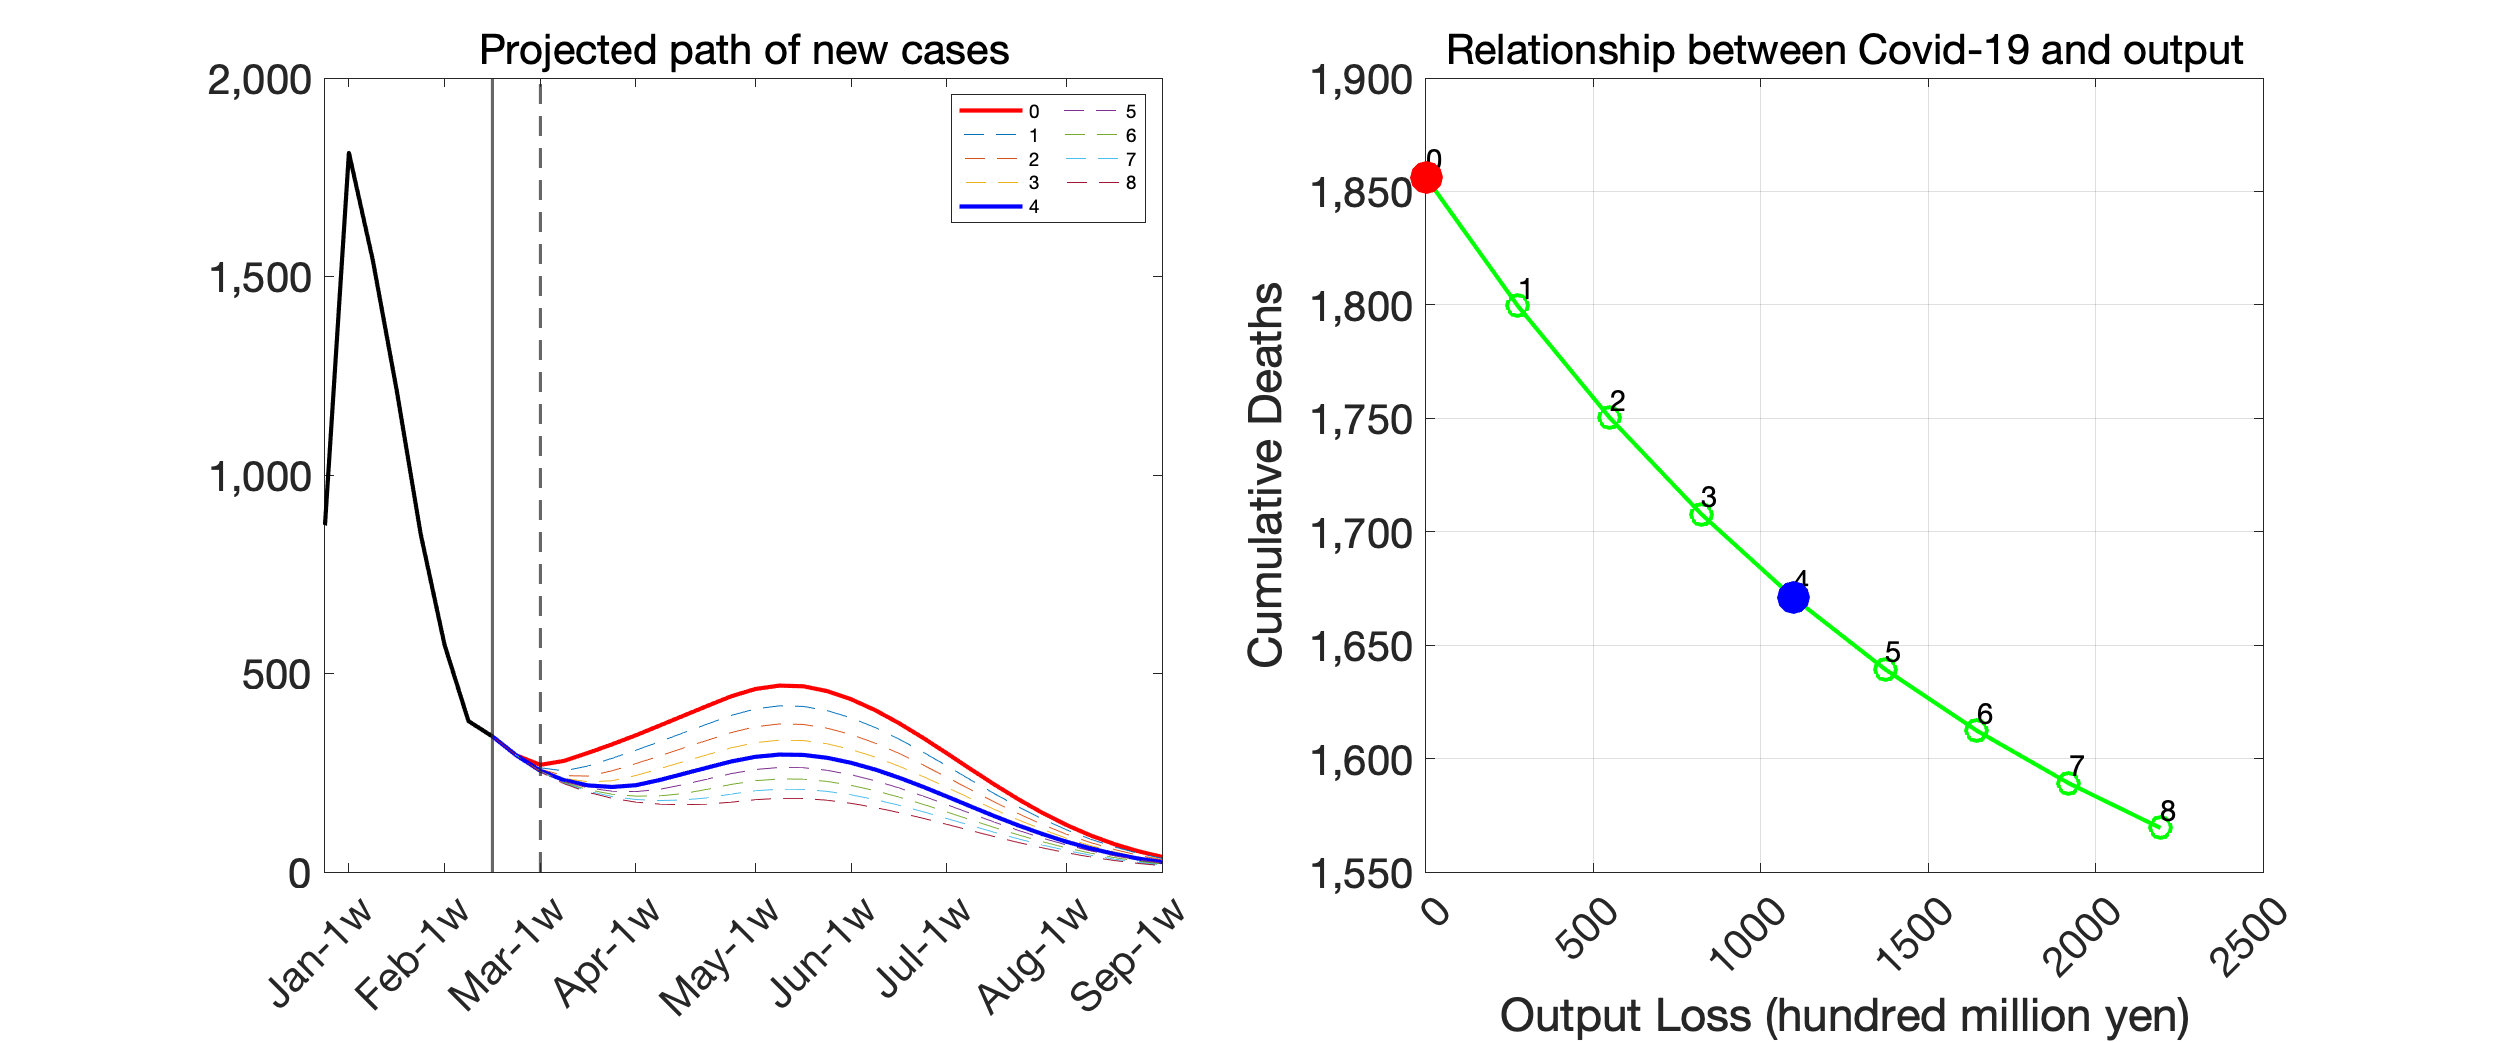 Projected path of new cases
2,000
1,500
1,000
500
0
0
1
2
3
4
5
6
7
8
Jan-1w
Feb-1w
Mar-1w
Apr-1w
May-1w
Jun-1w
Jul-1w
Aug-1w
Sep-1w
Relationship between Covid-19 and output
Cumulative Deaths
1,900
1,850
1,800
1,750
1,700
1,650
1,600
1,550
0
1
2
3
4
5
6
7
8
0
500
1000
1500
2000
2500
Output Loss (hundred million yen)